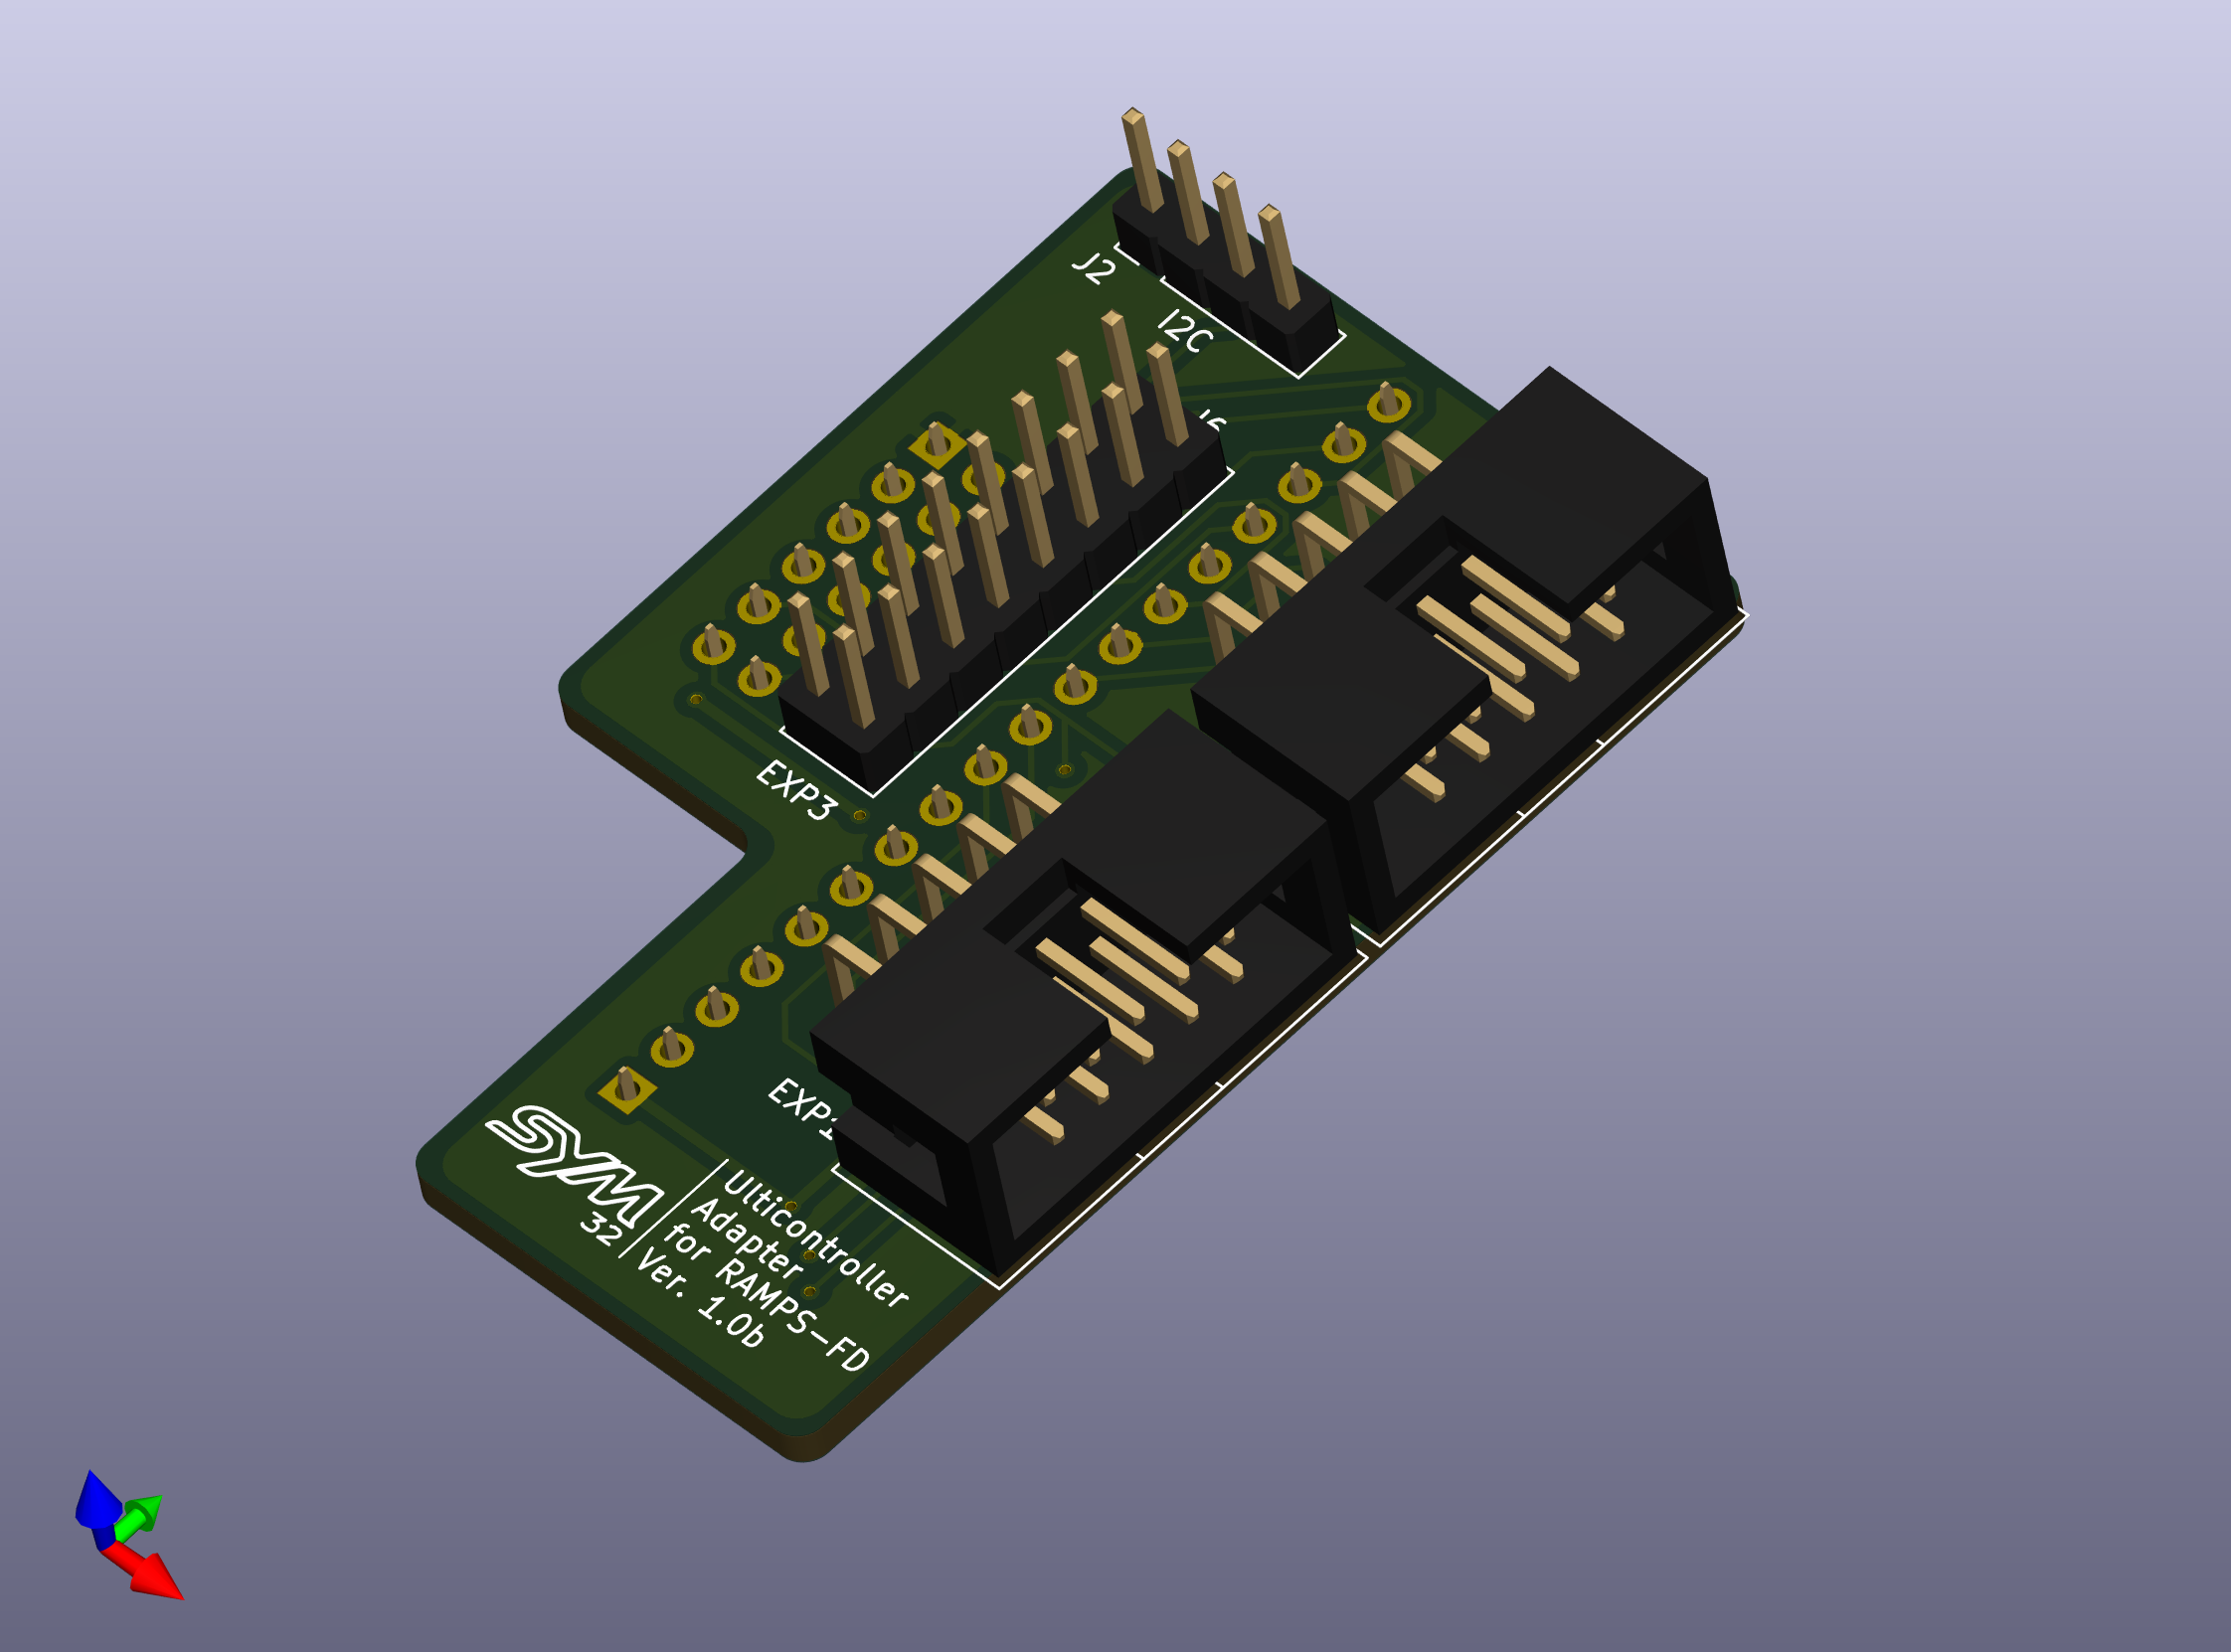 J2
I2C
EXP3
EXP1
SYM
32
Ulticontroller
Adapter
for RAMPS-FD
Ver. 1.0b